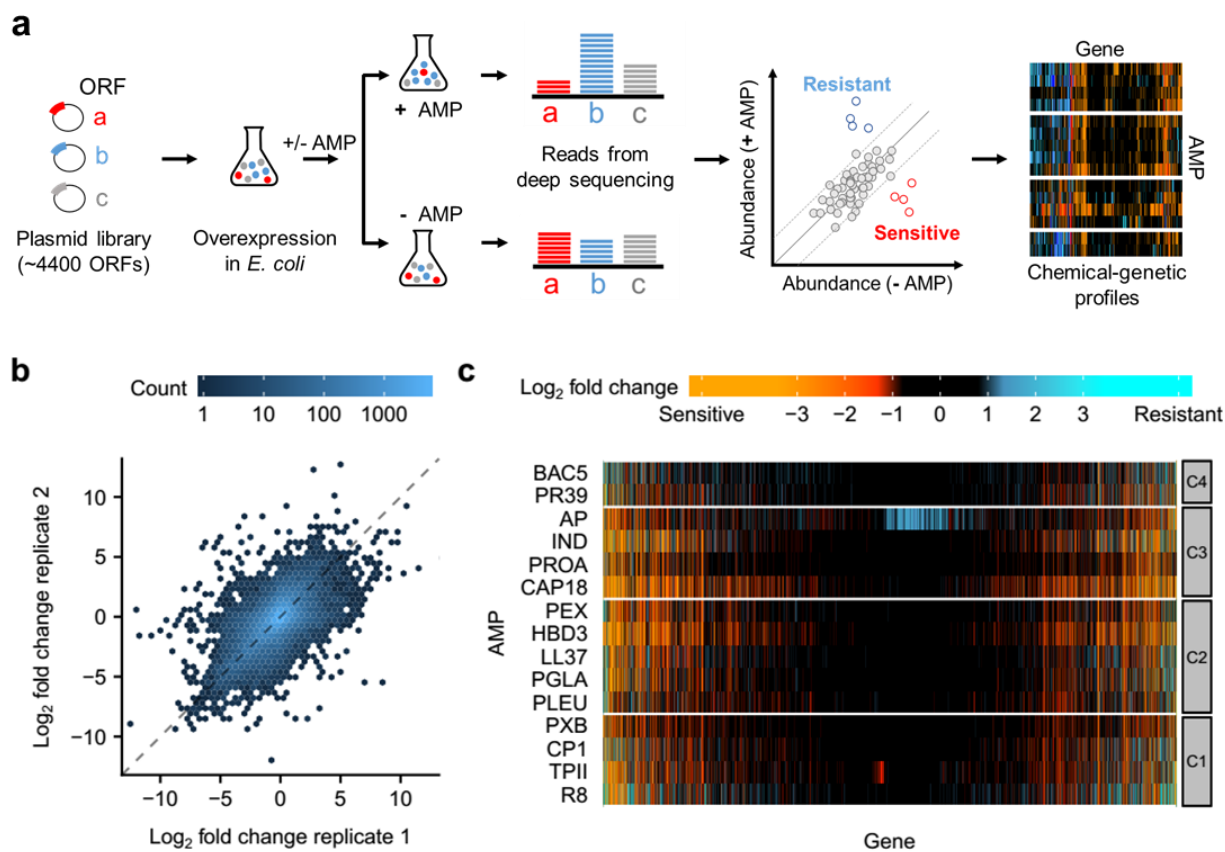 a
ORF
a
b
c
Plasmid library
(~4400 ORFs)
Overexpression
in E. coli
+/- AMP
+ AMP
- AMP
a b c
Reads from
deep sequencing
a b c
Resistant
Sensitive
Abundance (+ AMP)
Abundance (- AMP)
Gene
AMP
Chemical-genetic
profiles
b
Count
1 10 100 1000
Log2 fold change replicate 2
10
5
0
−5
−10
−10 −5 0 5 10
Log2 fold change replicate 1
c
Log2 fold change
Sensitive −3 −2 −1 0 1 2 3 Resistant
AMP
BAC5
PR39
AP
IND
PROA
CAP18
PEX
HBD3
LL37
PGLA
PLEU
PXB
CP1
TPII
R8
C4
C3
C2
C1
Gene